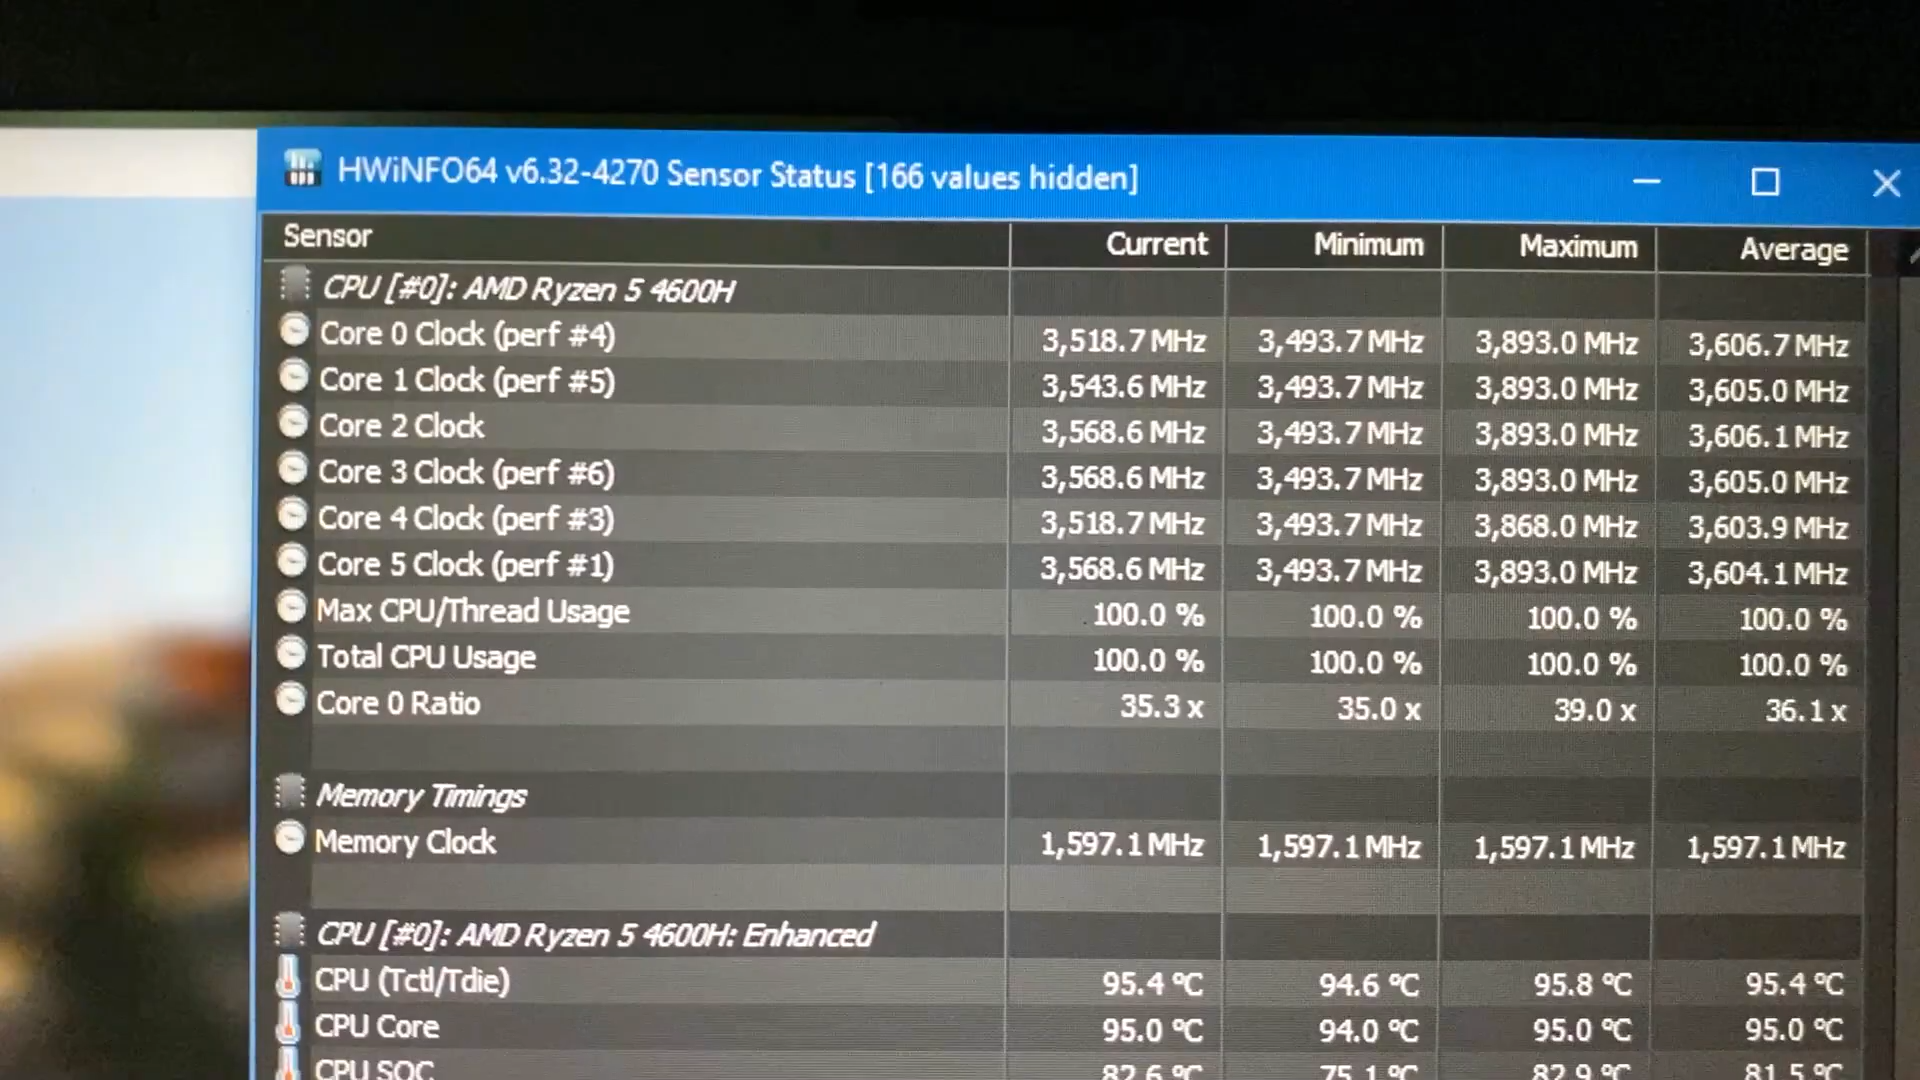 HWiNFO64 v6.32-4270 Sensor Status [166 values hidden]
Sensor Current Minimum Maximum Average
CPU [#0]: AMD Ryzen 5 4600H
Core 0 Clock (perf #4) 3,518.7 MHz 3,493.7 MHz 3,893.0 MHz 3,606.7 MHz
Core 1 Clock (perf #5) 3,543.6 MHz 3,493.7 MHz 3,893.0 MHz 3,605.0 MHz
Core 2 Clock 3,568.6 MHz 3,493.7 MHz 3,893.0 MHz 3,606.1 MHz
Core 3 Clock (perf #6) 3,568.6 MHz 3,493.7 MHz 3,893.0 MHz 3,605.0 MHz
Core 4 Clock (perf #3) 3,518.7 MHz 3,493.7 MHz 3,868.0 MHz 3,603.9 MHz
Core 5 Clock (perf #1) 3,568.6 MHz 3,493.7 MHz 3,893.0 MHz 3,604.1 MHz
Max CPU/Thread Usage 100.0 % 100.0 % 100.0 % 100.0 %
Total CPU Usage 100.0 % 100.0 % 100.0 % 100.0 %
Core 0 Ratio 35.3 x 35.0 x 39.0 x 36.1 x
Memory Timings
Memory Clock 1,597.1 MHz 1,597.1 MHz 1,597.1 MHz 1,597.1 MHz
CPU [#0]: AMD Ryzen 5 4600H: Enhanced
CPU (Tctl/Tdie) 95.4 °C 94.6 °C 95.8 °C 95.4 °C
CPU Core 95.0 °C 94.0 °C 95.0 °C 95.0 °C
CPU SOC 82.6 °C 75.1 °C 82.9 °C 81.5 °C